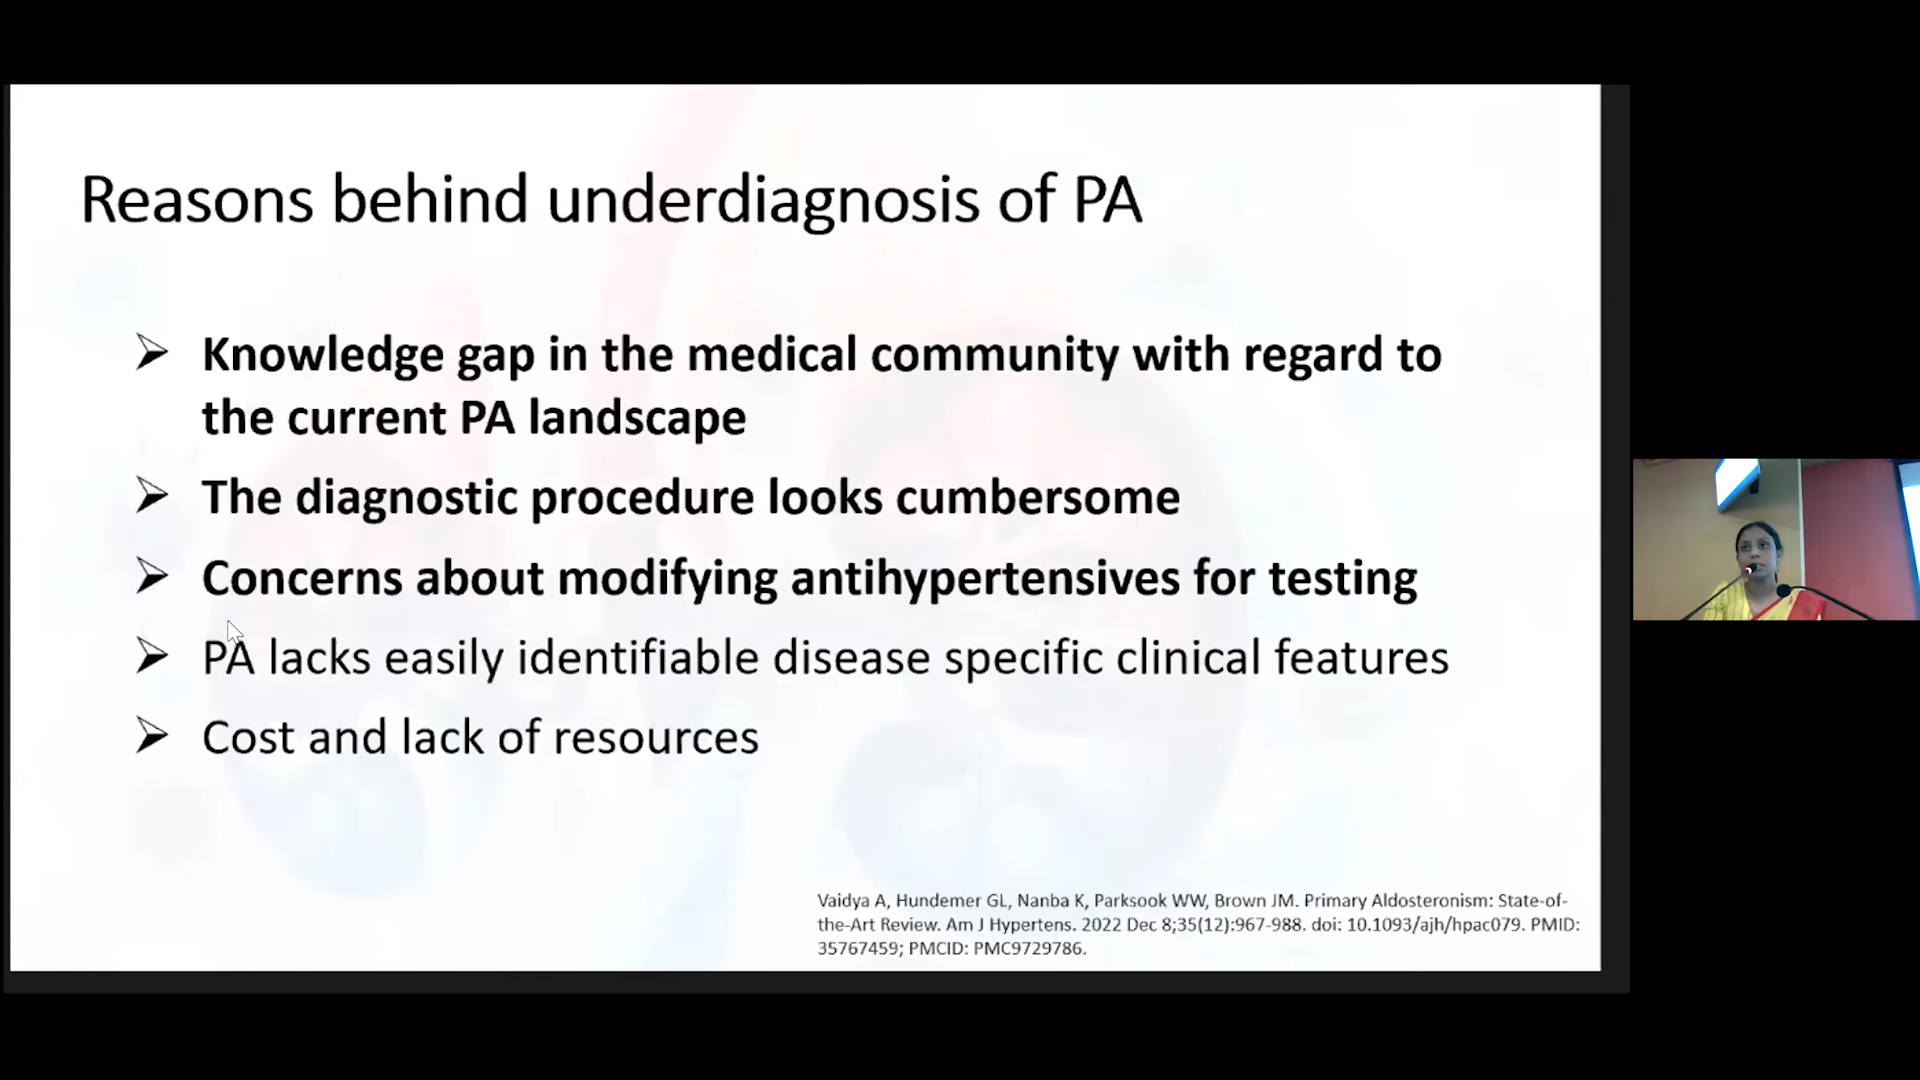 Reasons behind underdiagnosis of PA
Knowledge gap in the medical community with regard to
the current PA landscape
The diagnostic procedure looks cumbersome
Concerns about modifying antihypertensives for testing
PA lacks easily identifiable disease specific clinical features
Cost and lack of resources
Vaidya A, Hundemer GL, Nanba K, Parksook WW, Brown JM. Primary Aldosteronism: State-of-
the-Art Review. Am J Hypertens. 2022 Dec 8;35(12):967-988. doi: 10.1093/ajh/hpac079. PMID:
35767459; PMCID: PMC9729786.